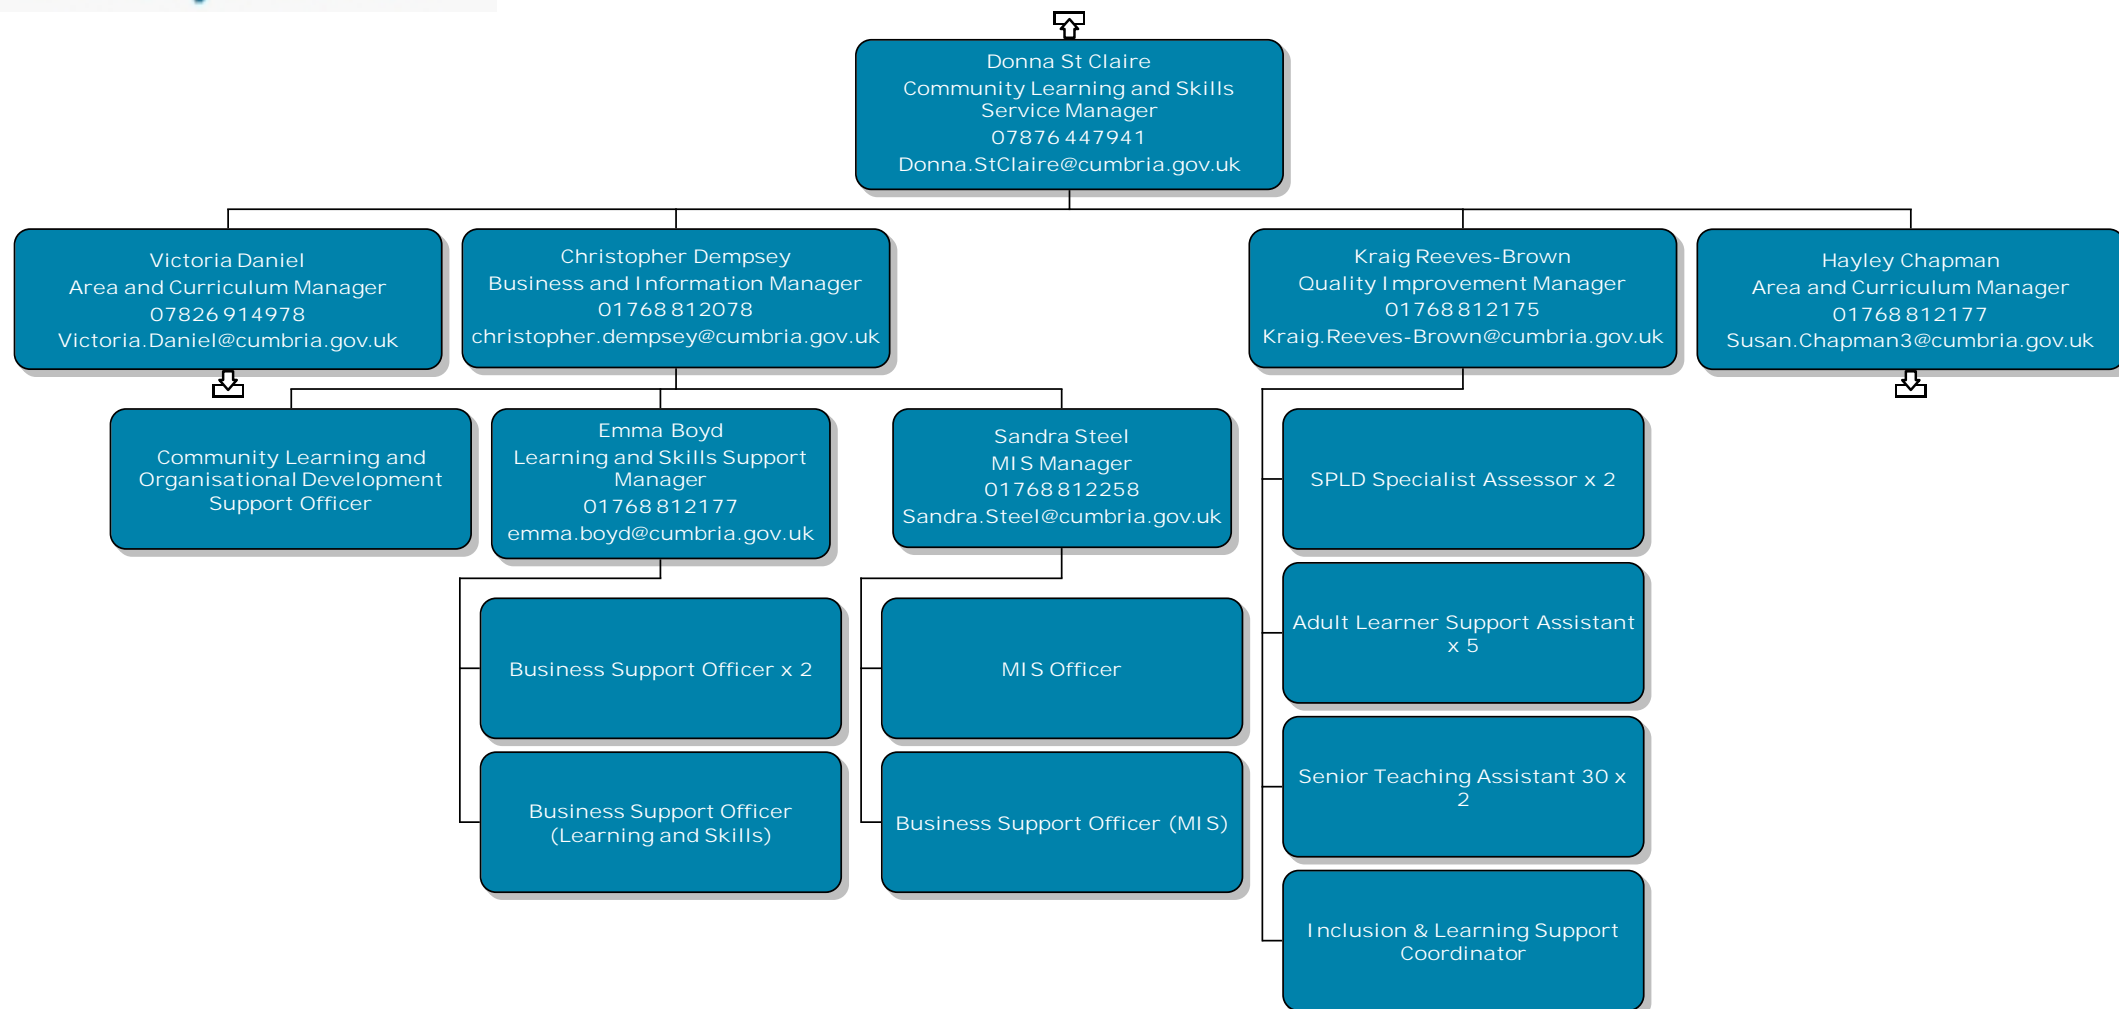 Donna St Claire
Community Learning and Skills
Service Manager
07876 447941
Donna.StClaire@cumbria.gov.uk
Victoria Daniel
Area and Curriculum Manager
07826 914978
Victoria.Daniel@cumbria.gov.uk
Christopher Dempsey
Business and Information Manager
01768 812078
christopher.dempsey@cumbria.gov.uk
Kraig Reeves-Brown
Quality Improvement Manager
01768 812175
Kraig.Reeves-Brown@cumbria.gov.uk
Hayley Chapman
Area and Curriculum Manager
01768 812177
Susan.Chapman3@cumbria.gov.uk
Community Learning and
Organisational Development
Support Officer
Emma Boyd
Learning and Skills Support
Manager
01768 812177
emma.boyd@cumbria.gov.uk
Sandra Steel
MIS Manager
01768 812258
Sandra.Steel@cumbria.gov.uk
SPLD Specialist Assessor x 2
Business Support Officer x 2
MIS Officer
Adult Learner Support Assistant
x 5
Business Support Officer
(Learning and Skills)
Business Support Officer (MIS)
Senior Teaching Assistant 30 x
2
Inclusion & Learning Support
Coordinator